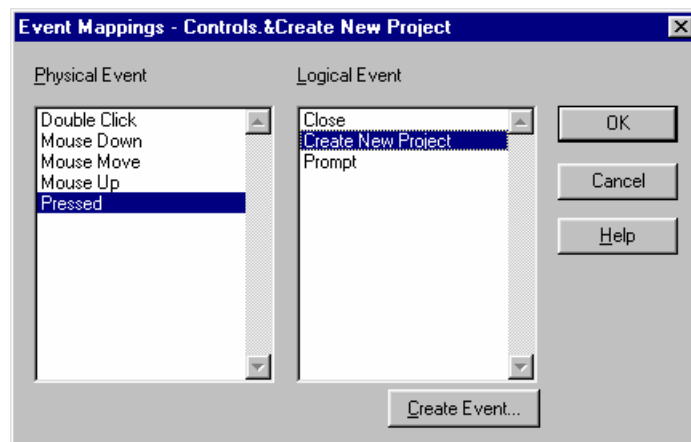 Event Mappings - Controls.&Create New Project
Physical Event
Double Click
Mouse Down
Mouse Move
Mouse Up
Pressed
Logical Event
Close
Create New Project
Prompt
OK
Cancel
Help
Create Event...